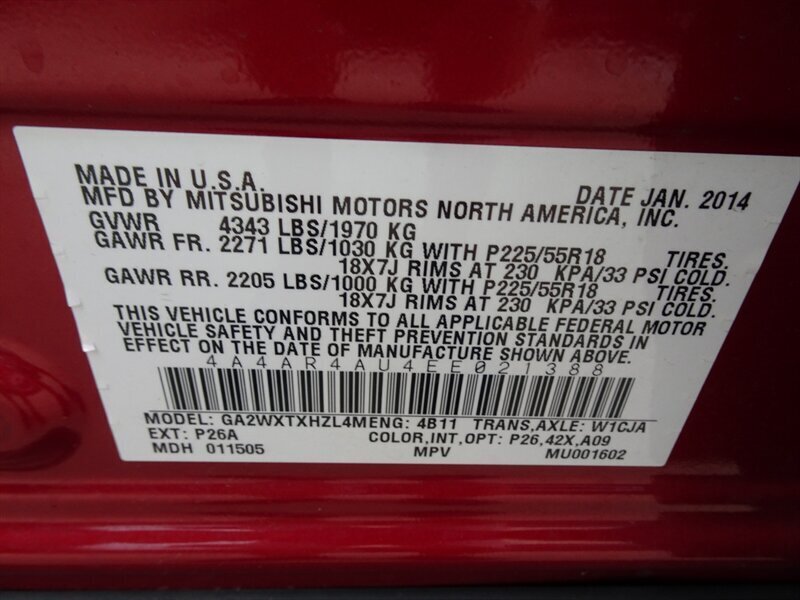 MADE IN U.S.A. DATE JAN. 2014
MFD BY MITSUBISHI MOTORS NORTH AMERICA, INC.
GVWR 4343 LBS/1970 KG
GAWR FR. 2271 LBS/1030 KG WITH P225/55R18 TIRES.
18X7J RIMS AT 230 KPA/33 PSI COLD.
GAWR RR. 2205 LBS/1000 KG WITH P225/55R18 TIRES.
18X7J RIMS AT 230 KPA/33 PSI COLD.
THIS VEHICLE CONFORMS TO ALL APPLICABLE FEDERAL MOTOR
VEHICLE SAFETY AND THEFT PREVENTION STANDARDS IN
EFFECT ON THE DATE OF MANUFACTURE SHOWN ABOVE.
4A4AR4AU4EE021388
MODEL: GA2WXTXHZL4MENG: 4B11 TRANS,AXLE: W1CJA
EXT: P26A COLOR,INT,OPT: P26,42X,A09
MDH 011505 MPV MU001602